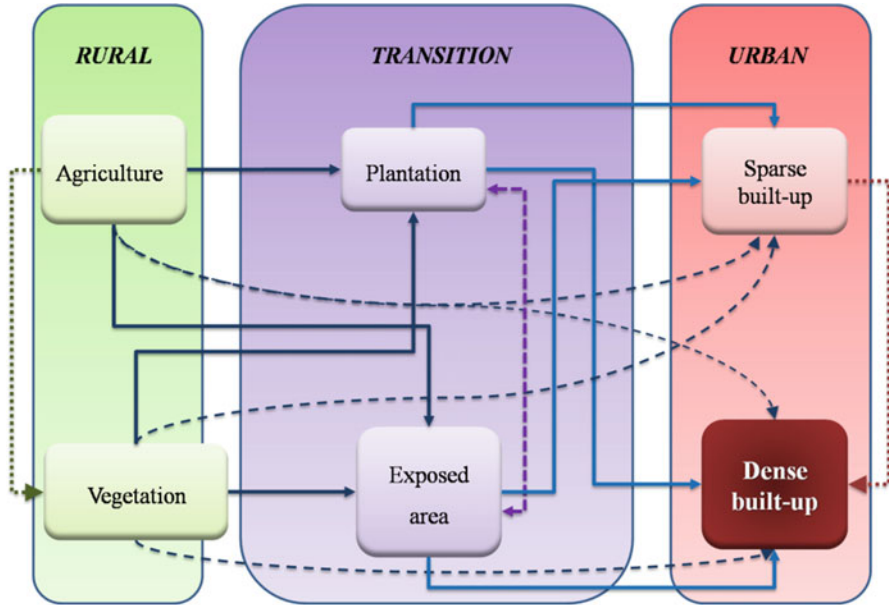 RURAL
TRANSITION
URBAN
Agriculture
Plantation
Sparse
built-up
Vegetation
Exposed
area
Dense
built-up